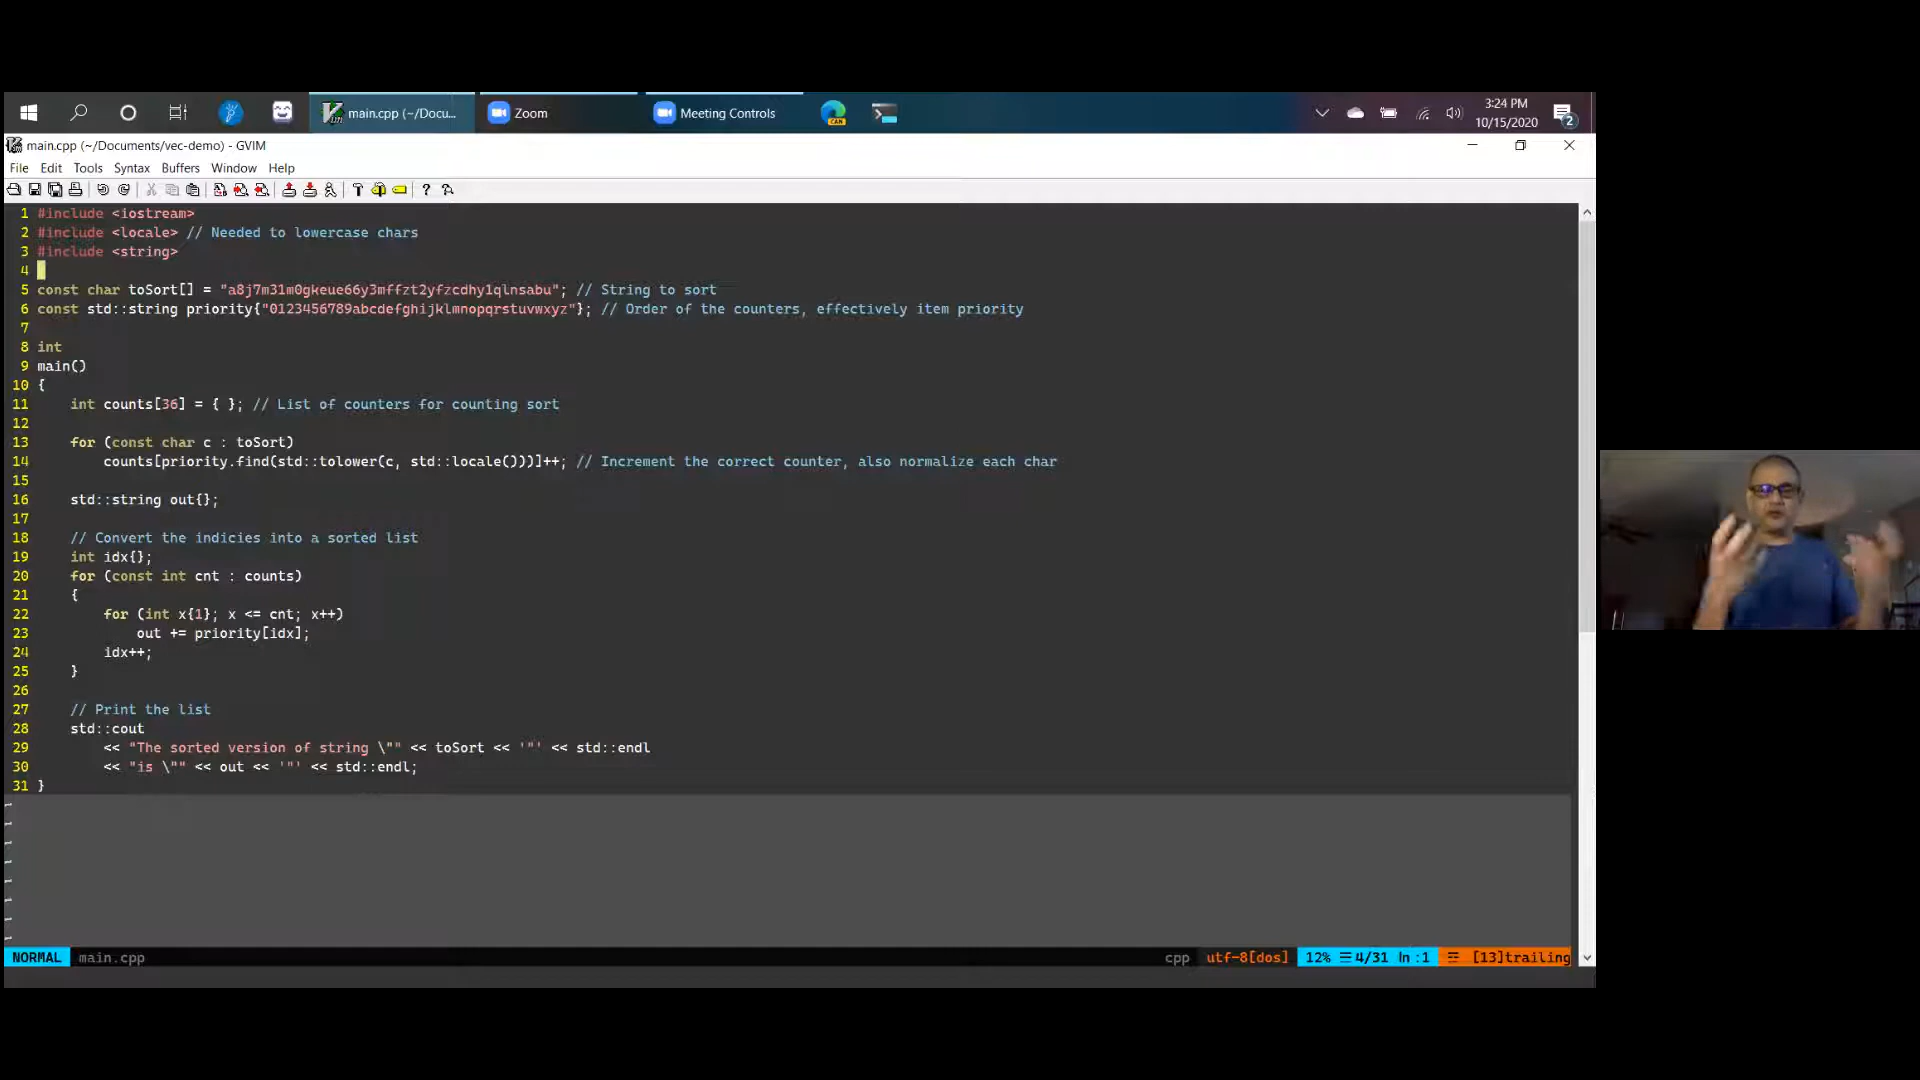 main.cpp (~/Docu...
Zoom
Meeting Controls
CAN
3:24 PM
10/15/2020
2
main.cpp (~/Documents/vec-demo) - GVIM
File Edit Tools Syntax Buffers Window Help
1 #include <iostream>
2 #include <locale> // Needed to lowercase chars
3 #include <string>
4
5 const char toSort[] = "a8j7m31m0gkeue66y3mffzt2yfzcdhy1qlnsabu"; // String to sort
6 const std::string priority{"0123456789abcdefghijklmnopqrstuvwxyz"}; // Order of the counters, effectively item priority
7
8 int
9 main()
10 {
11     int counts[36] = { }; // List of counters for counting sort
12
13     for (const char c : toSort)
14         counts[priority.find(std::tolower(c, std::locale()))]++; // Increment the correct counter, also normalize each char
15
16     std::string out{};
17
18     // Convert the indicies into a sorted list
19     int idx{};
20     for (const int cnt : counts)
21     {
22         for (int x{1}; x <= cnt; x++)
23             out += priority[idx];
24         idx++;
25     }
26
27     // Print the list
28     std::cout
29         << "The sorted version of string \"" << toSort << '"' << std::endl
30         << "is \"" << out << '"' << std::endl;
31 }
~
~
~
~
~
~
~
~
NORMAL main.cpp cpp utf-8[dos] 12% ☰ 4/31 ln :1 ☲ [13]trailing